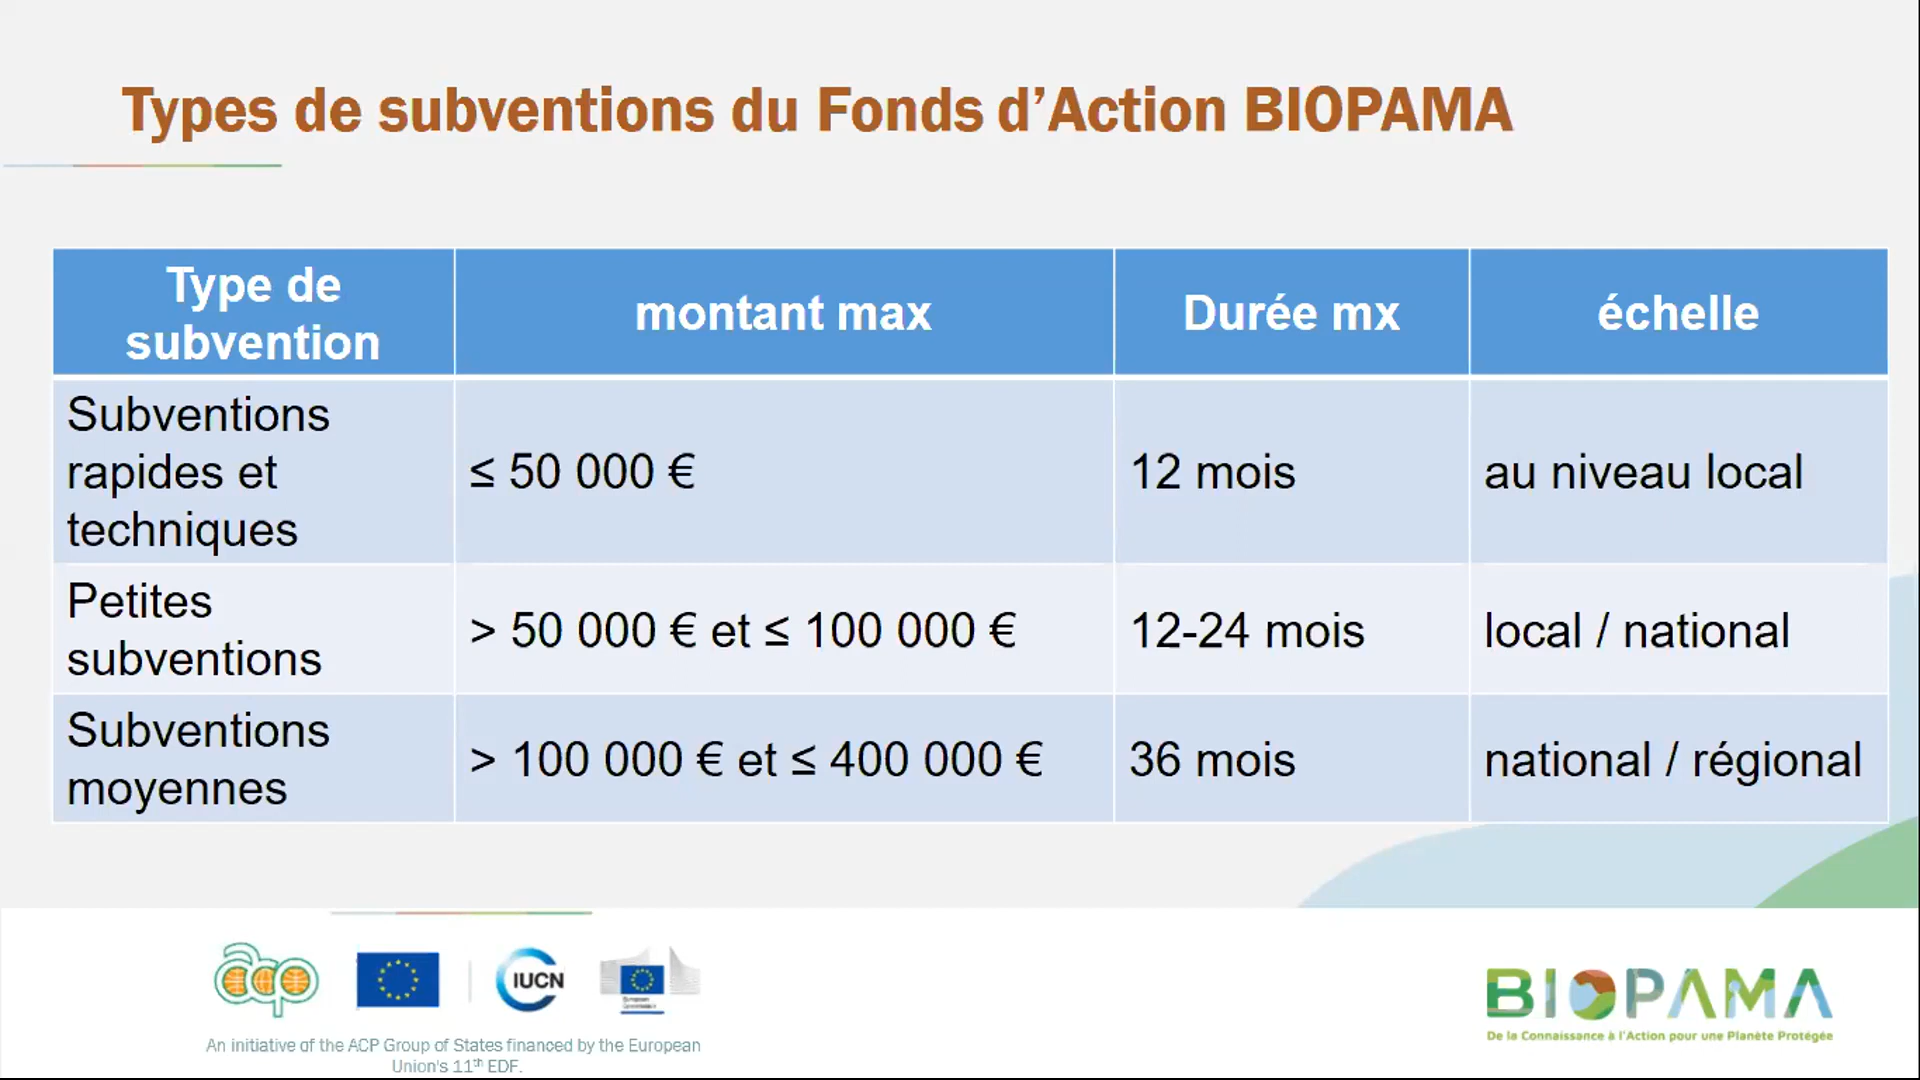 Types de subventions du Fonds d’Action BIOPAMA
Type de
subvention
montant max
Durée mx
échelle
Subventions
rapides et
techniques
≤ 50 000 €
12 mois
au niveau local
Petites
subventions
> 50 000 € et ≤ 100 000 €
12-24 mois
local / national
Subventions
moyennes
> 100 000 € et ≤ 400 000 €
36 mois
national / régional
acp
IUCN
European
Commission
BIOPAMA
De la Connaissance à l'Action pour une Planète Protégée
An initiative of the ACP Group of States financed by the European
Union's 11th EDF.